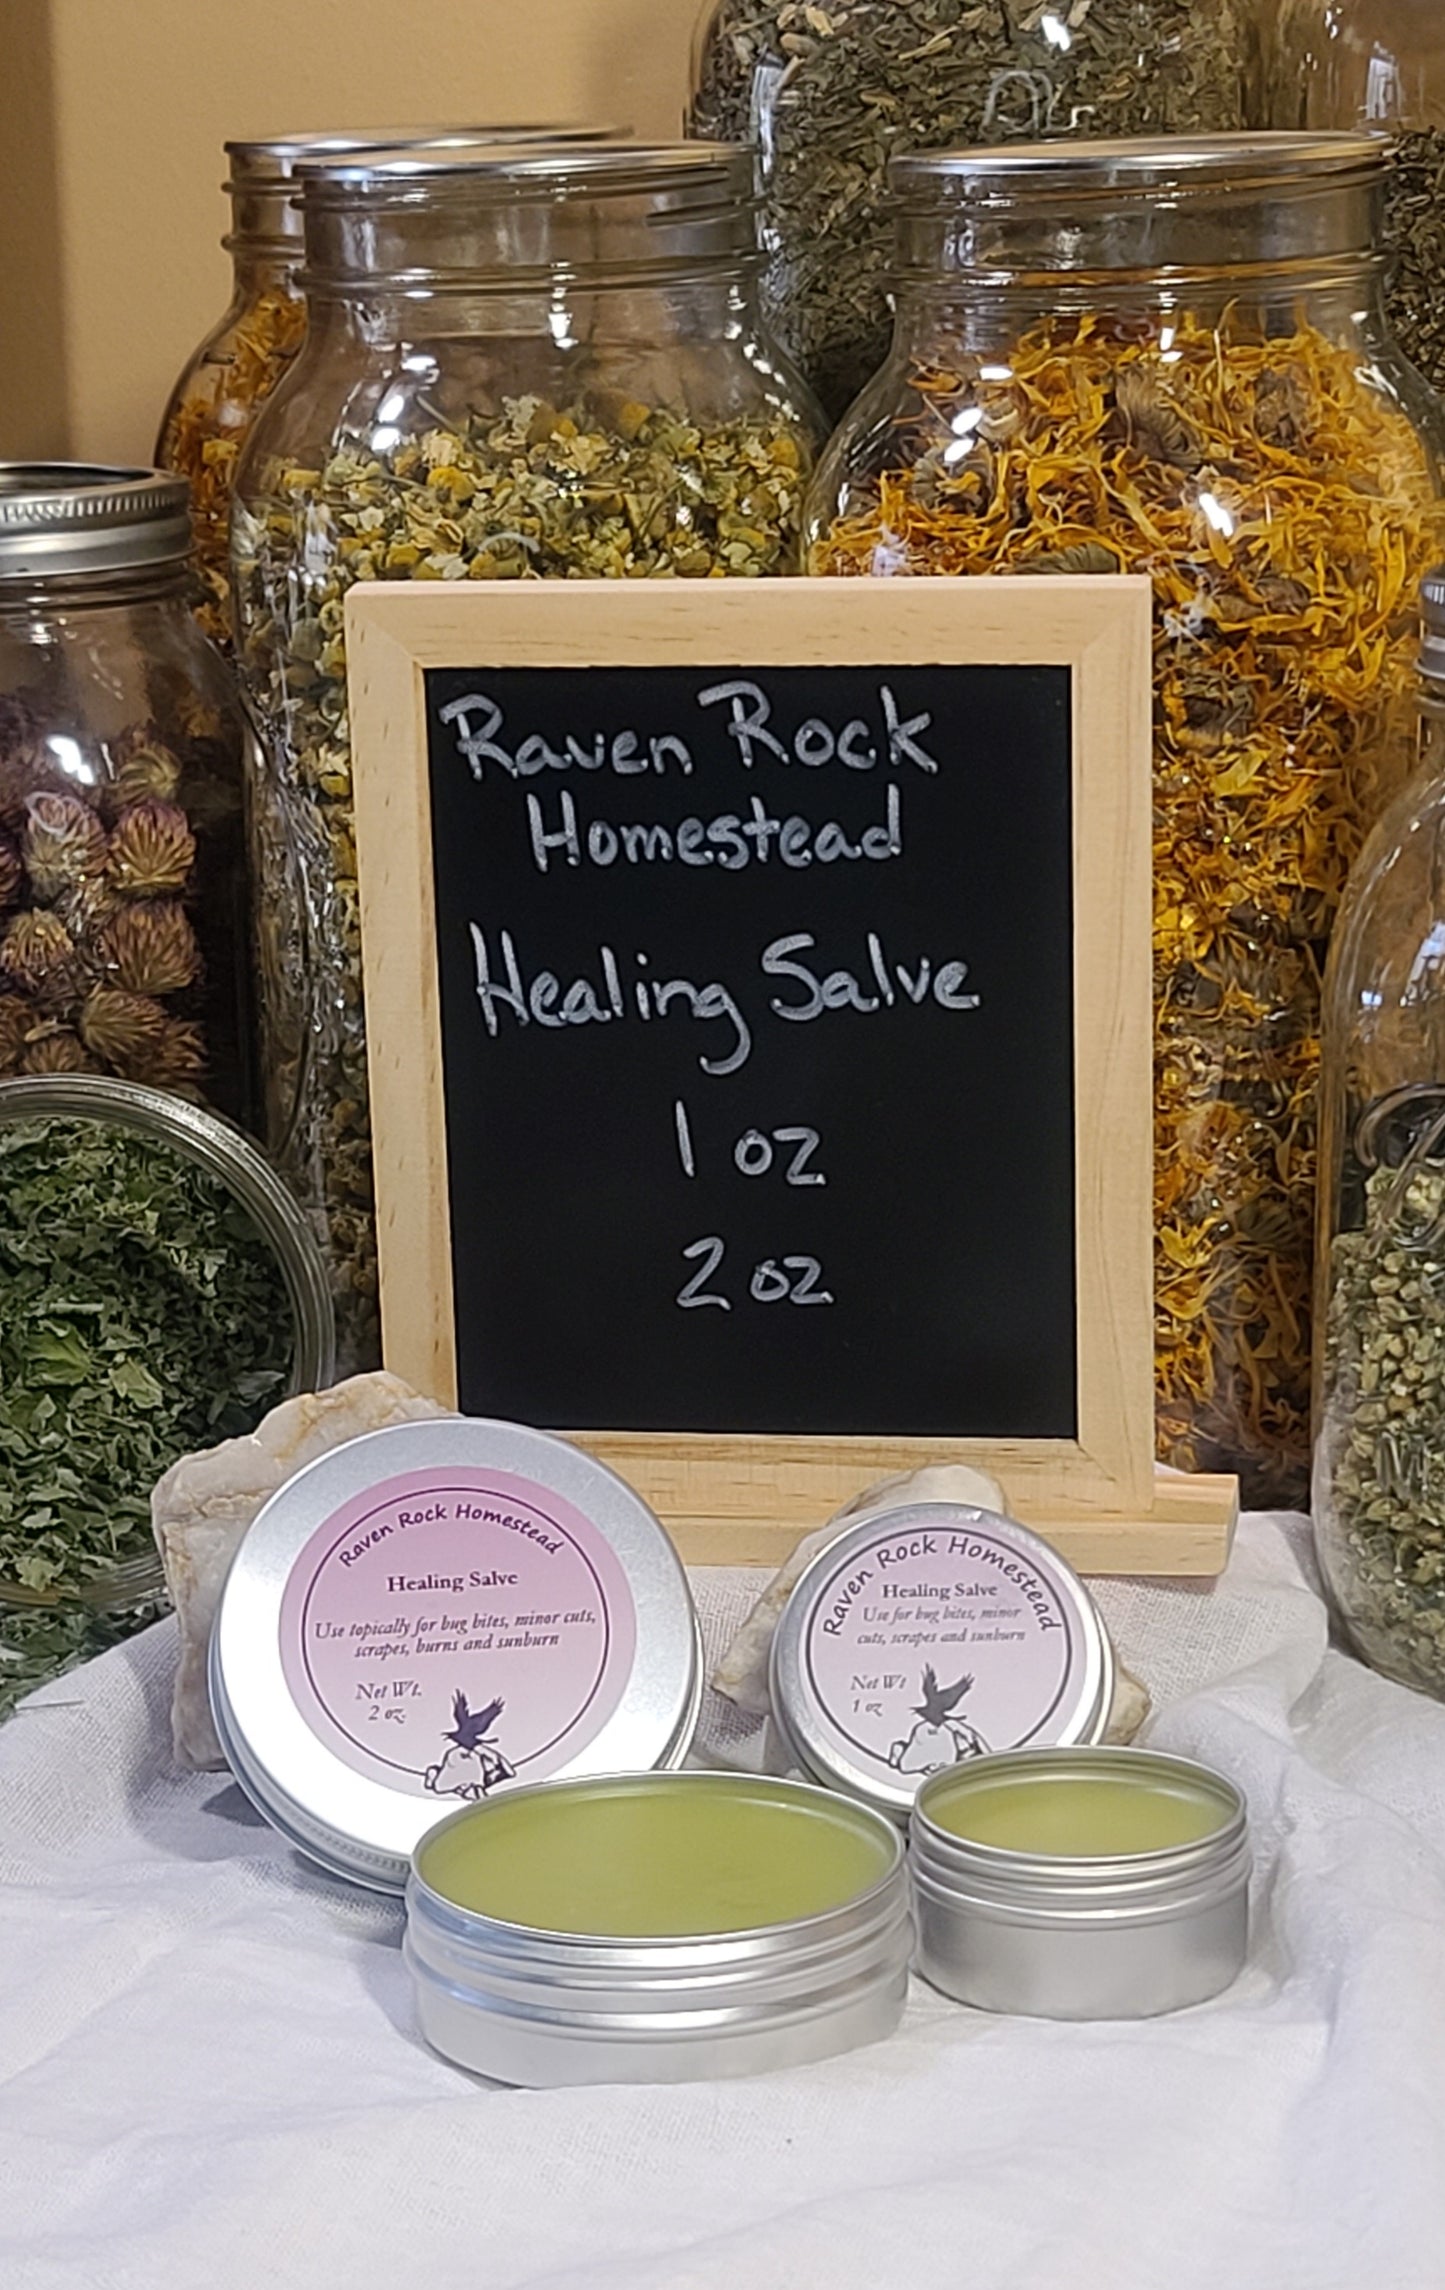 Raven Rock
Homestead
Healing Salve
1 oz
2 oz
Raven Rock Homestead
Healing Salve
Use topically for bug bites, minor cuts,
scrapes, burns and sunburn
Net Wt.
2 oz.
Raven Rock Homestead
Healing Salve
Use for bug bites, minor
cuts, scrapes and sunburn
Net Wt
1 oz